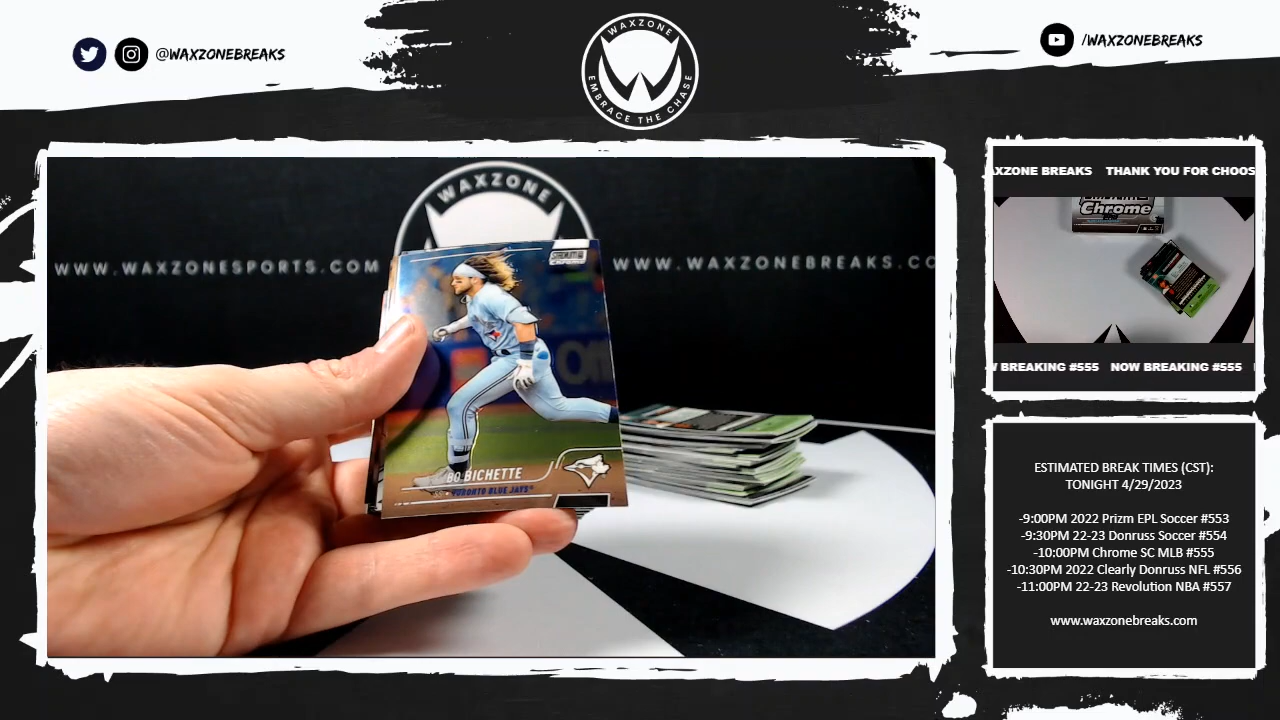 @WAXZONEBREAKS
WAXZONE
EMBRACE THE CHASE
/WAXZONEBREAKS
WAXZONE
WWW.WAXZONESPORTS.COM
WWW.WAXZONEBREAKS.CO
BO BICHETTE
TORONTO BLUE JAYS
XZONE BREAKS THANK YOU FOR CHOOS
Chrome
W BREAKING #555 NOW BREAKING #555
ESTIMATED BREAK TIMES (CST):
TONIGHT 4/29/2023
-9:00PM 2022 Prizm EPL Soccer #553
-9:30PM 22-23 Donruss Soccer #554
-10:00PM Chrome SC MLB #555
-10:30PM 2022 Clearly Donruss NFL #556
-11:00PM 22-23 Revolution NBA #557
www.waxzonebreaks.com